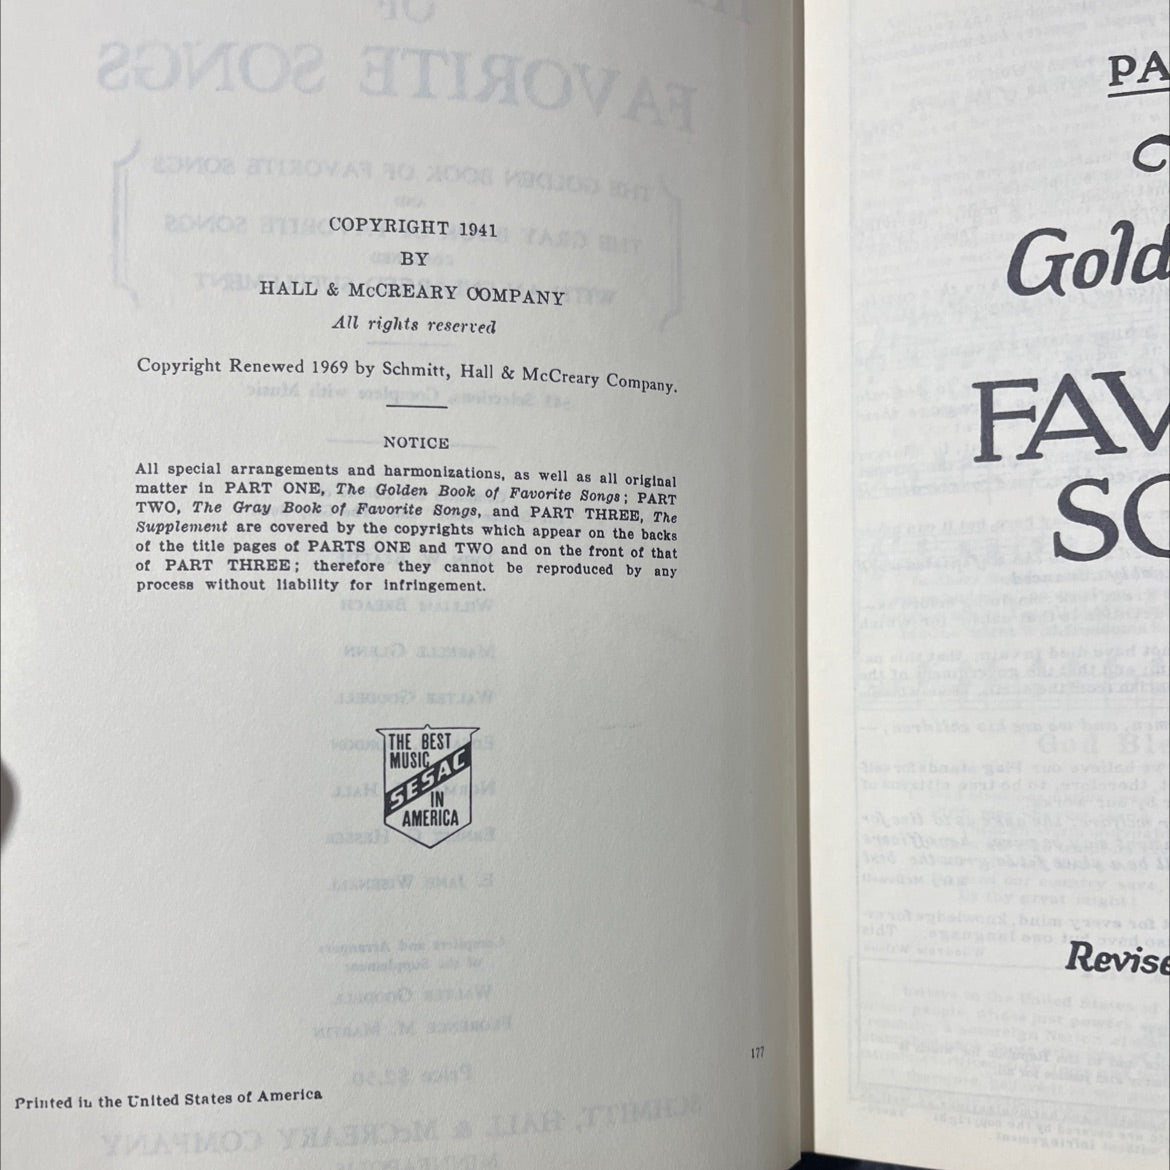 COPYRIGHT 1941
BY
HALL & McCREARY COMPANY
All rights reserved
Copyright Renewed 1969 by Schmitt, Hall & McCreary Company.
NOTICE
All special arrangements and harmonizations, as well as all original
matter in PART ONE, The Golden Book of Favorite Songs; PART
TWO, The Gray Book of Favorite Songs, and PART THREE, The
Supplement are covered by the copyrights which appear on the backs
of the title pages of PARTS ONE and TWO and on the front of that
of PART THREE; therefore they cannot be reproduced by any
process without liability for infringement.
THE BEST
MUSIC
SESAC
IN
AMERICA
177
Printed in the United States of America
PA
Gold
FAV
SO
Revise